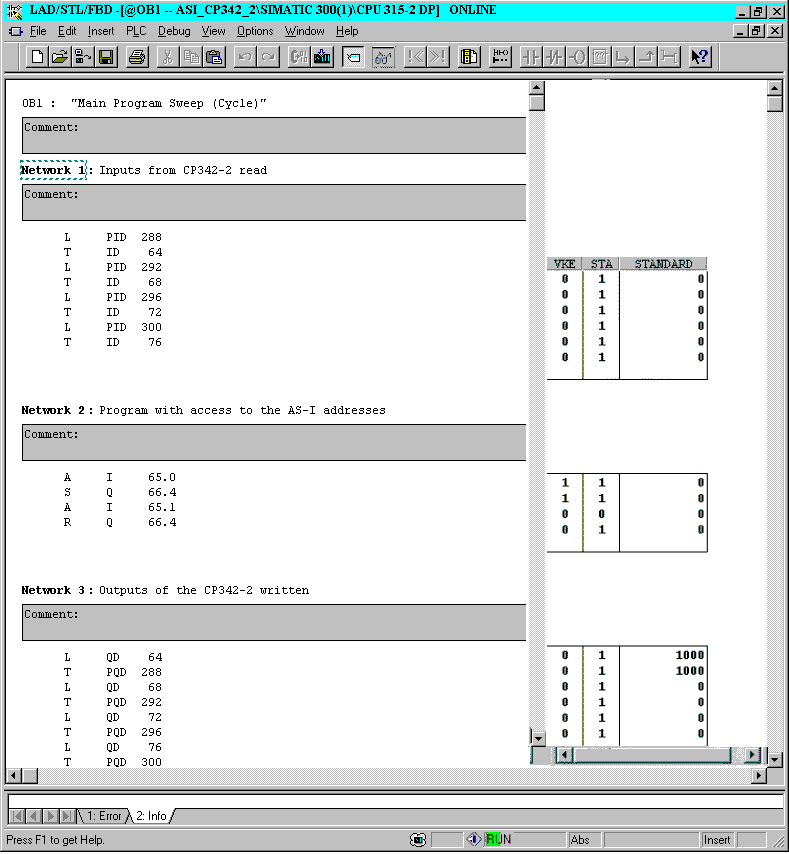 LAD/STL/FBD -[@OB1 -- ASI_CP342_2\SIMATIC 300(1)\CPU 315-2 DP] ONLINE
File Edit Insert PLC Debug View Options Window Help
OB1 : "Main Program Sweep (Cycle)"
Comment:
Network 1: Inputs from CP342-2 read
Comment:
L PID 288
T ID 64
L PID 292
T ID 68
L PID 296
T ID 72
L PID 300
T ID 76
VKE STA STANDARD
0 1 0
0 1 0
0 1 0
0 1 0
0 1 0
0 1 0
Network 2: Program with access to the AS-I addresses
Comment:
A I 65.0
S Q 66.4
A I 65.1
R Q 66.4
1 1 0
1 1 0
0 0 0
0 1 0
Network 3: Outputs of the CP342-2 written
Comment:
L QD 64
T PQD 288
L QD 68
T PQD 292
L QD 72
T PQD 296
L QD 76
T PQD 300
0 1 1000
0 1 1000
0 1 0
0 1 0
0 1 0
0 1 0
1: Error 2: Info
Press F1 to get Help. RUN Abs Insert